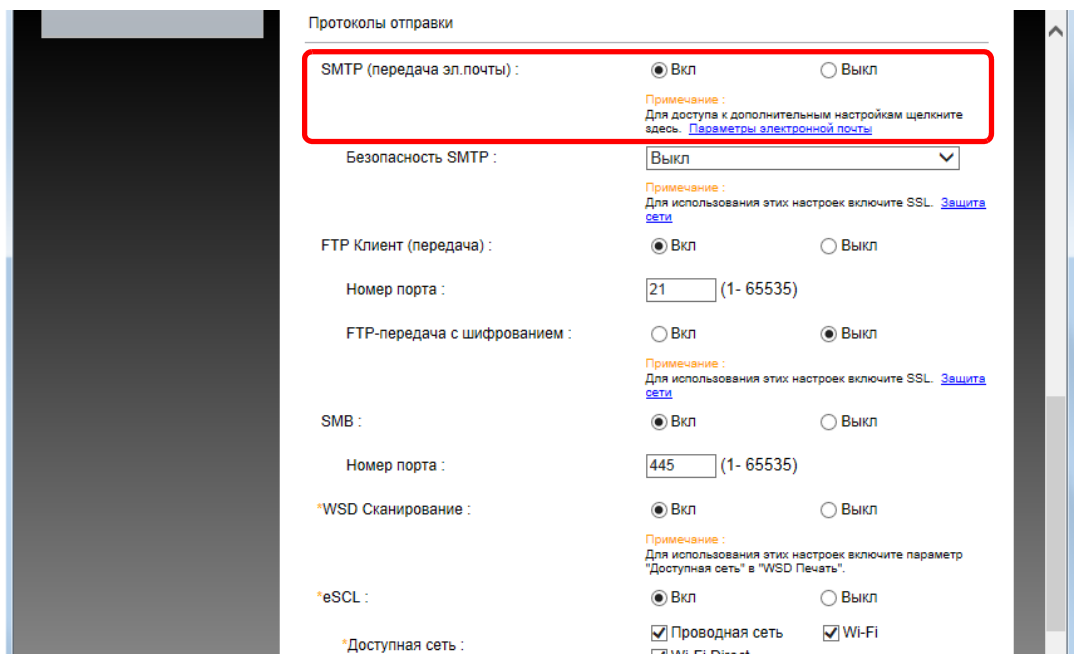 Протоколы отправки
SMTP (передача эл.почты) :
Вкл
Выкл
Примечание :
Для доступа к дополнительным настройкам щелкните
здесь. Параметры электронной почты
Безопасность SMTP :
Выкл
Примечание :
Для использования этих настроек включите SSL. Защита
сети
FTP Клиент (передача) :
Вкл
Выкл
Номер порта :
21 (1- 65535)
FTP-передача с шифрованием :
Вкл
Выкл
Примечание :
Для использования этих настроек включите SSL. Защита
сети
SMB :
Вкл
Выкл
Номер порта :
445 (1- 65535)
*WSD Сканирование :
Вкл
Выкл
Примечание :
Для использования этих настроек включите параметр
"Доступная сеть" в "WSD Печать".
*eSCL :
Вкл
Выкл
*Доступная сеть :
Проводная сеть
Wi-Fi
Wi-Fi Direct